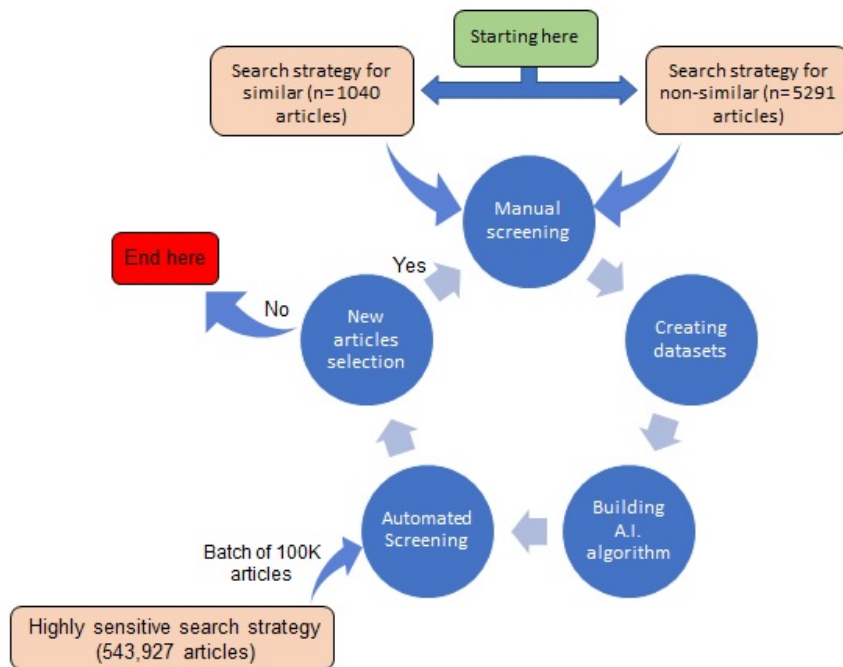 Starting here
Search strategy for
similar (n= 1040
articles)
Search strategy for
non-similar (n= 5291
articles)
Manual
screening
End here
Yes
No
New
articles
selection
Creating
datasets
Automated
Screening
Building
A.I.
algorithm
Batch of 100K
articles
Highly sensitive search strategy
(543,927 articles)